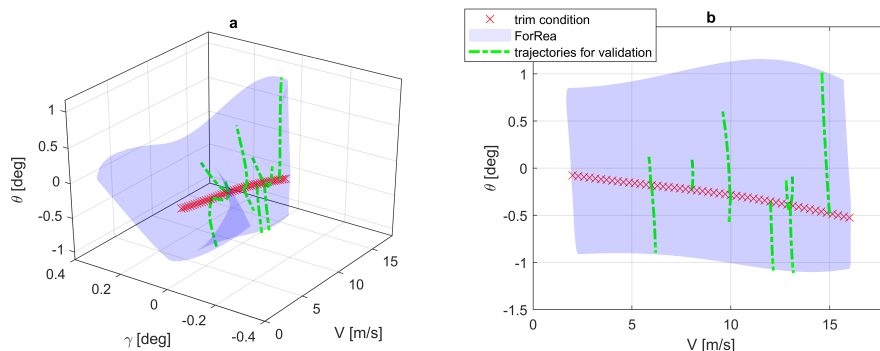 a
1
0.5
0
-0.5
-1
θ [deg]
0.4
0.2
0
-0.2
-0.4
γ [deg]
0
5
10
15
V [m/s]
b
trim condition
ForRea
trajectories for validation
1
0.5
0
-0.5
-1
-1.5
θ [deg]
0
5
10
15
V [m/s]